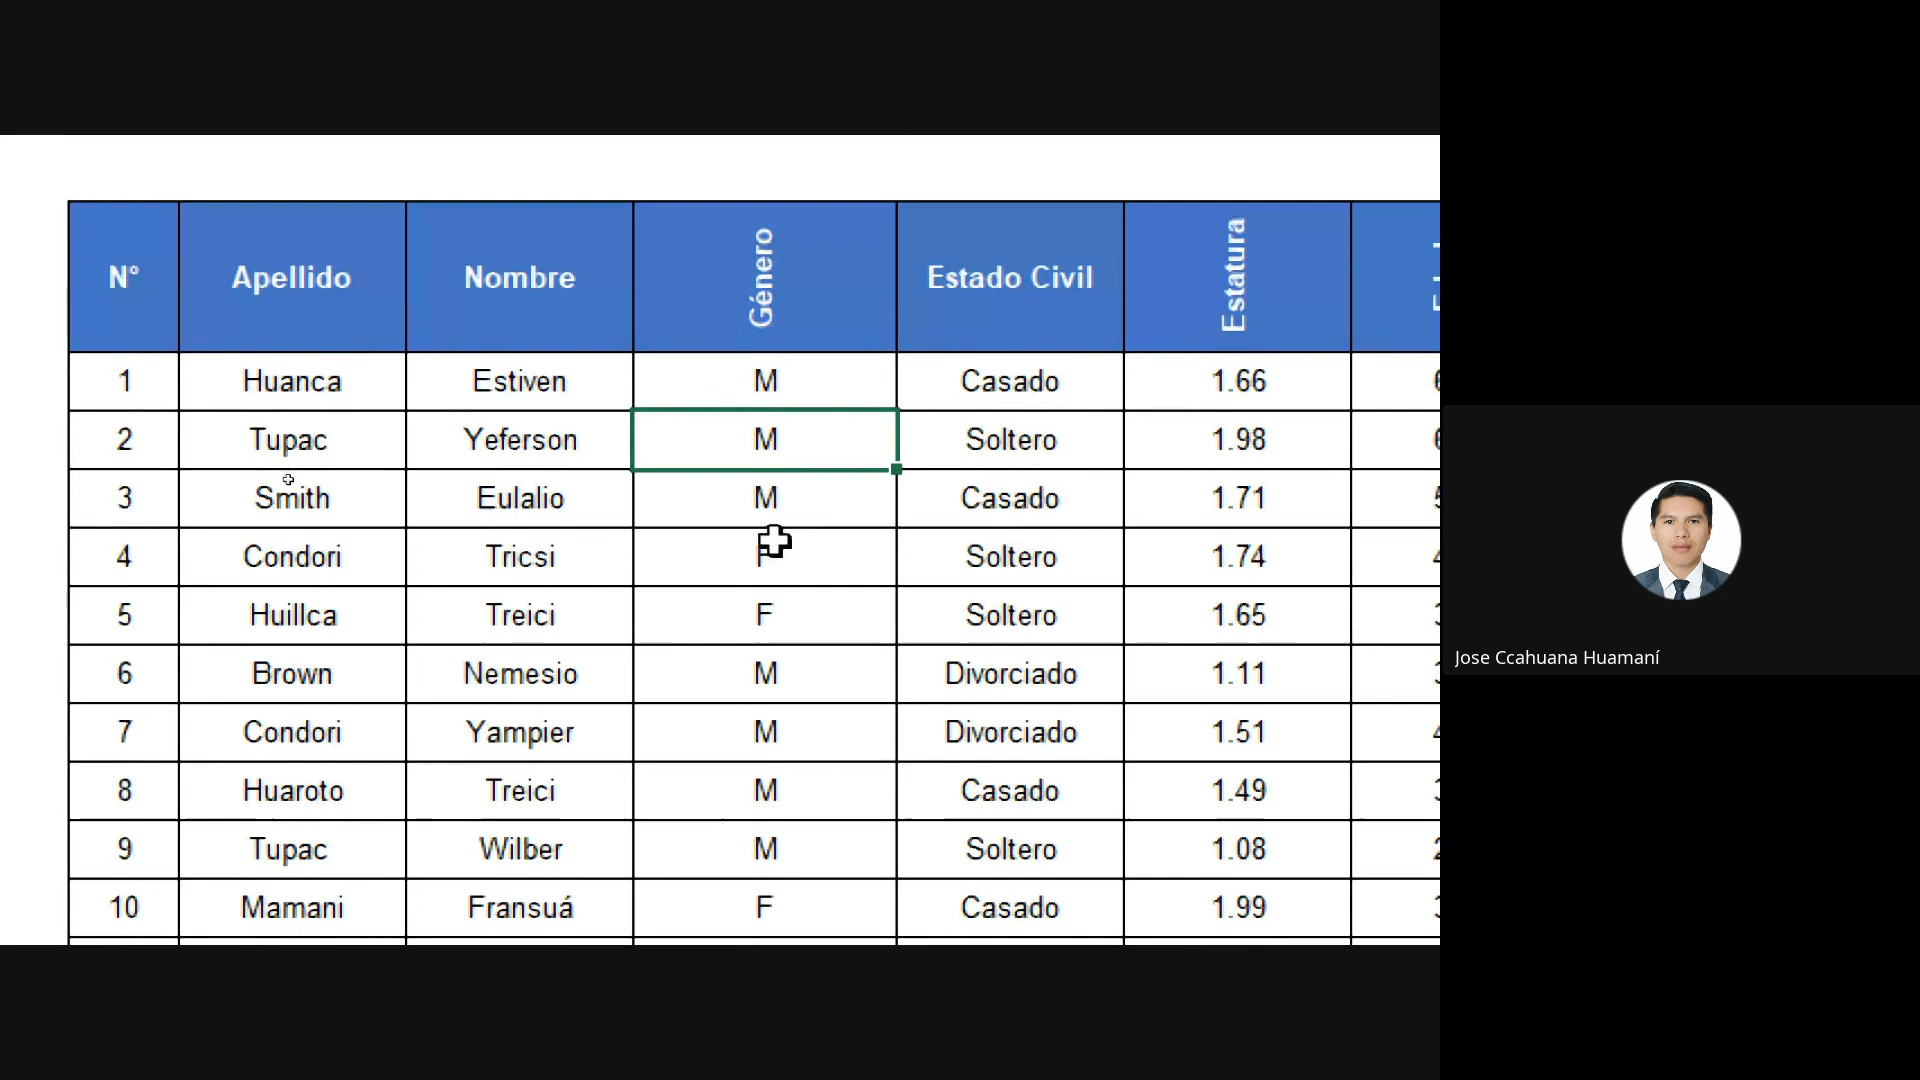 N° Apellido Nombre Género Estado Civil Estatura
1 Huanca Estiven M Casado 1.66
2 Tupac Yeferson M Soltero 1.98
3 Smith Eulalio M Casado 1.71
4 Condori Tricsi F Soltero 1.74
5 Huillca Treici F Soltero 1.65
6 Brown Nemesio M Divorciado 1.11
7 Condori Yampier M Divorciado 1.51
8 Huaroto Treici M Casado 1.49
9 Tupac Wilber M Soltero 1.08
10 Mamani Fransuá F Casado 1.99
Jose Ccahuana Huamaní